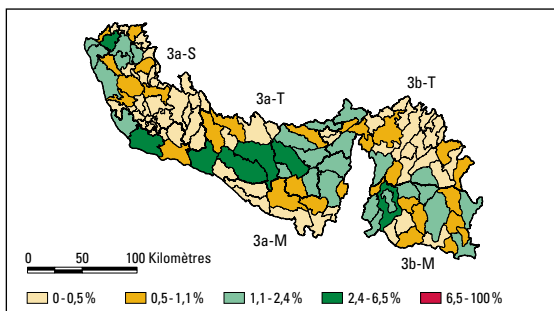 3a-S
3a-T
3b-T
3a-M
3b-M
0 50 100 Kilomètres
0-0,5% 0,5-1,1% 1,1-2,4% 2,4-6,5% 6,5-100%